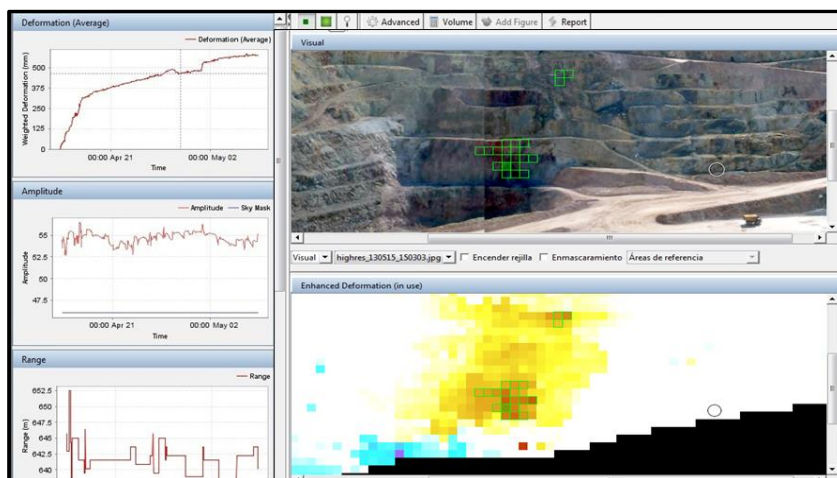 Deformation (Average)
Deformation (Average)
Weighted Deformation (mm)
500
375
250
125
0
00:00 Apr 21
00:00 May 02
Time
Amplitude
Amplitude
Sky Mask
Amplitude
55
52.5
50
47.5
00:00 Apr 21
00:00 May 02
Time
Range
Range
Range (m)
652.5
650
647
645
642
640
Advanced
Volume
Add Figure
Report
Visual
Visual
highres_130515_150303.jpg
Encender rejilla
Enmascaramiento
Áreas de referencia
Enhanced Deformation (in use)